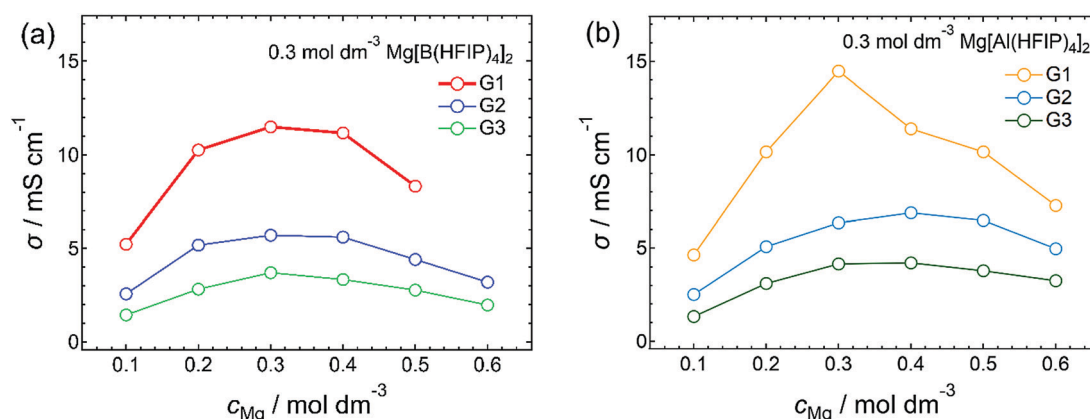 (a)
0.3 mol dm⁻³ Mg[B(HFIP)₄]₂
G1
G2
G3
15
10
5
0
σ / mS cm⁻¹
0.1 0.2 0.3 0.4 0.5 0.6
c_Mg / mol dm⁻³
(b)
0.3 mol dm⁻³ Mg[Al(HFIP)₄]₂
G1
G2
G3
15
10
5
0
σ / mS cm⁻¹
0.1 0.2 0.3 0.4 0.5 0.6
c_Mg / mol dm⁻³